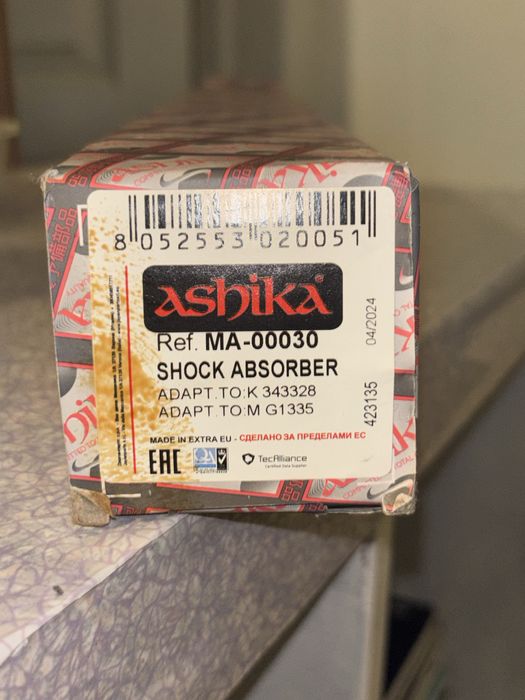 8 052553 020051
ashika
Ref. MA-00030
SHOCK ABSORBER
ADAPT.TO:K 343328
ADAPT.TO:M G1335
MADE IN EXTRA EU - СДЕЛАНО ЗА ПРЕДЕЛАМИ ЕС
EAC
TecAlliance
Certified Data Supplier
04/2024
423135